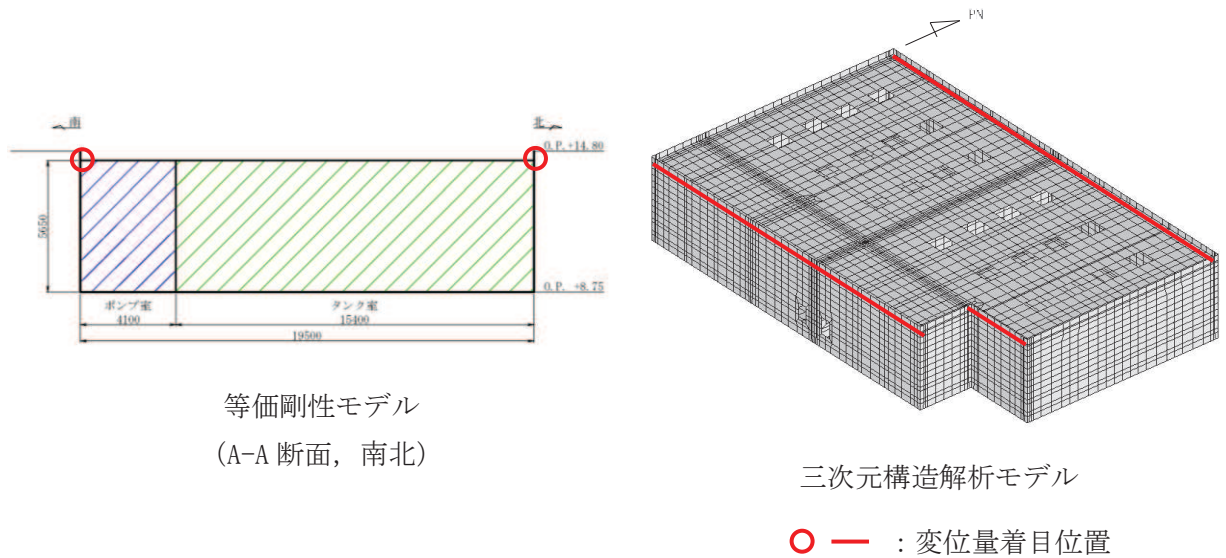 PN
南
北
O.P.+14.80
5650
O.P. +8.75
ポンプ室
タンク室
4100
15400
19500
等価剛性モデル
(A-A 断面, 南北)
三次元構造解析モデル
：変位量着目位置